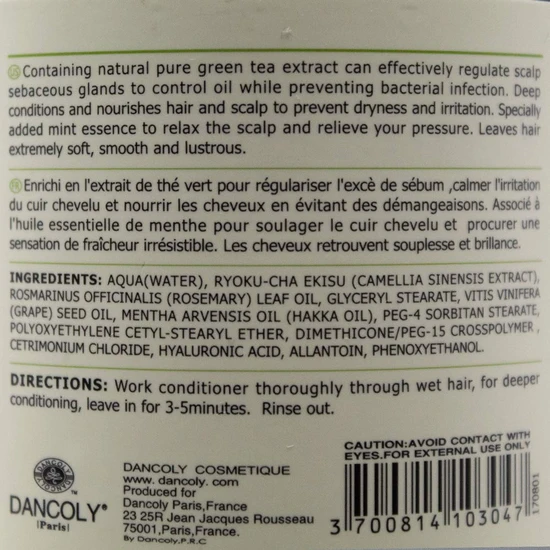 Containing natural pure green tea extract can effectively regulate scalp
sebaceous glands to control oil while preventing bacterial infection. Deep
conditions and nourishes hair and scalp to prevent dryness and irritation. Specially
added mint essence to relax the scalp and relieve your pressure. Leaves hair
extremely soft, smooth and lustrous.
Enrichi en l'extrait de thé vert pour régulariser l'excè de sébum ,calmer l'irritation
du cuir chevelu et nourrir les cheveux en évitant des démangeaisons. Associé à
l'huile essentielle de menthe pour soulager le cuir chevelu et procurer une
sensation de fraîcheur irrésistible. Les cheveux retrouvent souplesse et brillance.
INGREDIENTS: AQUA(WATER), RYOKU-CHA EKISU (CAMELLIA SINENSIS EXTRACT),
ROSMARINUS OFFICINALIS (ROSEMARY) LEAF OIL, GLYCERYL STEARATE, VITIS VINIFERA
(GRAPE) SEED OIL, MENTHA ARVENSIS OIL (HAKKA OIL), PEG-4 SORBITAN STEARATE,
POLYOXYETHYLENE CETYL-STEARYL ETHER, DIMETHICONE/PEG-15 CROSSPOLYMER ,
CETRIMONIUM CHLORIDE, HYALURONIC ACID, ALLANTOIN, PHENOXYETHANOL.
DIRECTIONS: Work conditioner thoroughly through wet hair, for deeper
conditioning, leave in for 3-5minutes. Rinse out.
DANCOLY
DANCOLY®
(Paris)
DANCOLY COSMETIQUE
www. dancoly. com
Produced for
Dancoly Paris,France
23 25R Jean Jacques Rousseau
75001,Paris,France
By Dancoly.P.R.C
CAUTION:AVOID CONTACT WITH
EYES.FOR EXTERNAL USE ONLY
170801
3 700814 103047